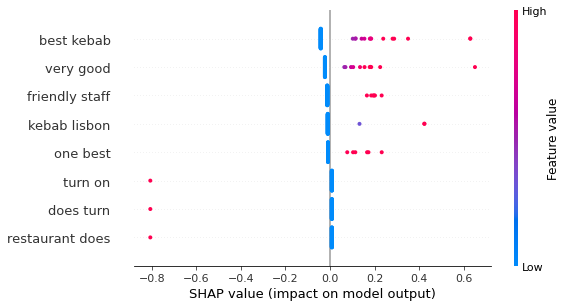 High
best kebab
very good
friendly staff
kebab lisbon
one best
turn on
does turn
restaurant does
Feature value
Low
−0.8 −0.6 −0.4 −0.2 0.0 0.2 0.4 0.6
SHAP value (impact on model output)